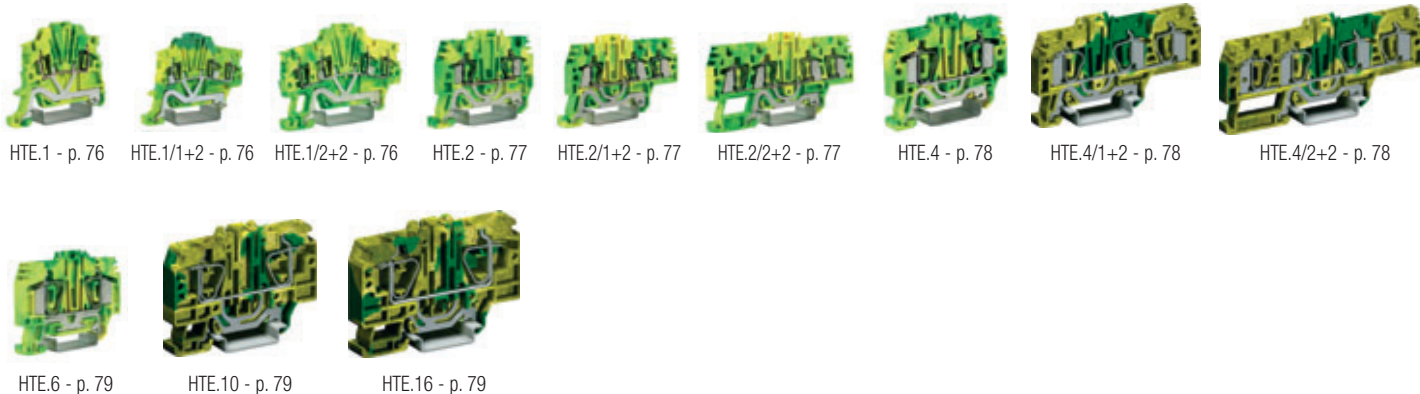 HTE.1 - p. 76
HTE.1/1+2 - p. 76
HTE.1/2+2 - p. 76
HTE.2 - p. 77
HTE.2/1+2 - p. 77
HTE.2/2+2 - p. 77
HTE.4 - p. 78
HTE.4/1+2 - p. 78
HTE.4/2+2 - p. 78
HTE.6 - p. 79
HTE.10 - p. 79
HTE.16 - p. 79